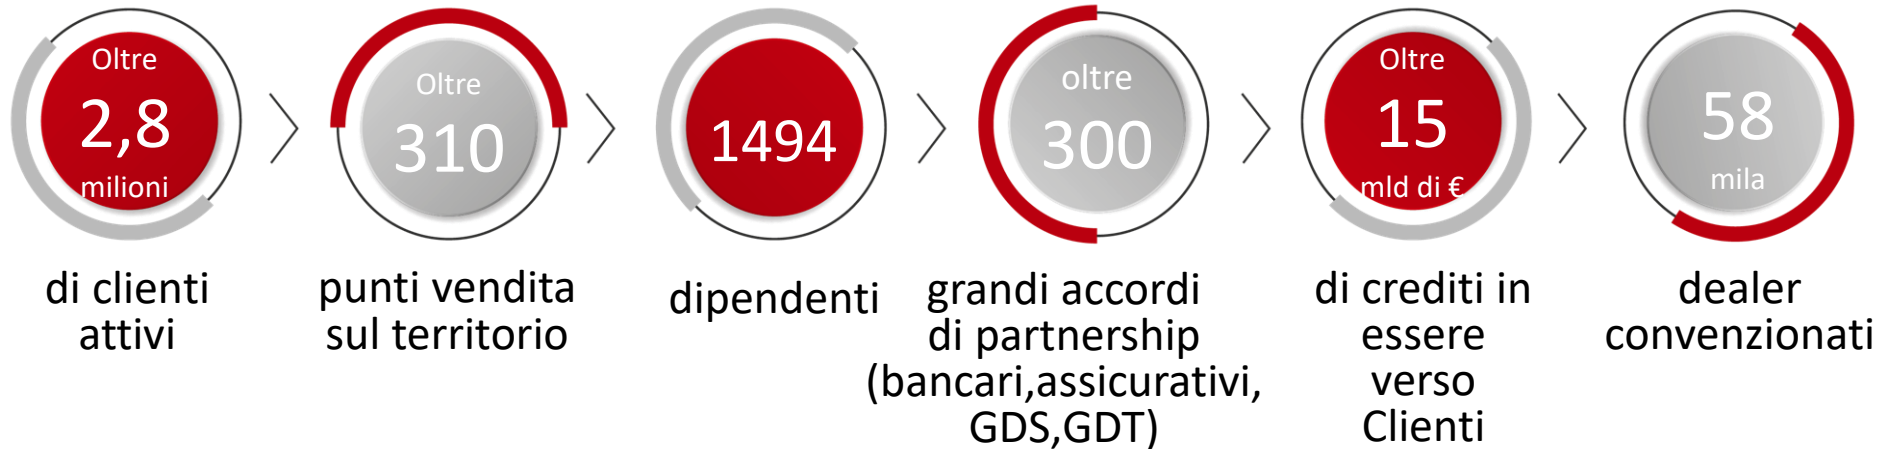 Oltre
2,8
milioni
di clienti
attivi
Oltre
310
punti vendita
sul territorio
1494
dipendenti
oltre
300
grandi accordi
di partnership
(bancari,assicurativi,
GDS,GDT)
Oltre
15
mld di €
di crediti in
essere
verso
Clienti
58
mila
dealer
convenzionati